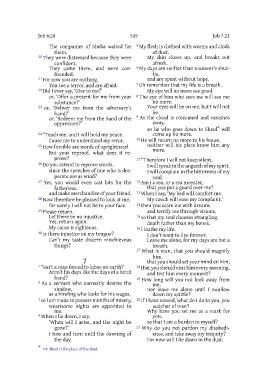 Job 6:20 545 Job 7:21
The companies of Sheba waited for
them.
20 They were distressed because they were
confident.
They came there, and were con-
founded.
21 For now you are nothing.
You see a terror, and are afraid.
22 Did I ever say, ‘Give to me?’
or, ‘Offer a present for me from your
substance?’
23 or, ‘Deliver me from the adversary’s
hand?’
or, ‘Redeem me from the hand of the
oppressors?’
24 “Teach me, and I will hold my peace.
Cause me to understand my error.
25 How forcible are words of uprightness!
But your reproof, what does it re-
prove?
26 Do you intend to reprove words,
since the speeches of one who is des-
perate are as wind?
27 Yes, you would even cast lots for the
fatherless,
and make merchandise of your friend.
28 Now therefore be pleased to look at me,
for surely I will not lie to your face.
29 Please return.
Let there be no injustice.
Yes, return again.
My cause is righteous.
30 Is there injustice on my tongue?
Can’t my taste discern mischievous
things?
7
1 “Isn’t a man forced to labor on earth?
Aren’t his days like the days of a hired
hand?
2 As a servant who earnestly desires the
shadow,
as a hireling who looks for his wages,
3 so I am made to possess months of misery,
wearisome nights are appointed to
me.
4 When I lie down, I say,
‘When will I arise, and the night be
gone?’
I toss and turn until the dawning of
the day.
5 My flesh is clothed with worms and clods
of dust.
My skin closes up, and breaks out
afresh.
6 My days are swifter than a weaver’s shut-
tle,
and are spent without hope.
7 Oh remember that my life is a breath.
My eye will no more see good.
8 The eye of him who sees me will see me
no more.
Your eyes will be on me, but I will not
be.
9 As the cloud is consumed and vanishes
away,
so he who goes down to Sheol* will
come up no more.
10 He will return no more to his house,
neither will his place know him any
more.
11 “Therefore I will not keep silent.
I will speak in the anguish of my spirit.
I will complain in the bitterness of my
soul.
12 Am I a sea, or a sea monster,
that you put a guard over me?
13 When I say, ‘My bed will comfort me.
My couch will ease my complaint,’
14 then you scare me with dreams
and terrify me through visions,
15 so that my soul chooses strangling,
death rather than my bones.
16 I loathe my life.
I don’t want to live forever.
Leave me alone, for my days are but a
breath.
17 What is man, that you should magnify
him,
that you should set your mind on him,
18 that you should visit him every morning,
and test him every moment?
19 How long will you not look away from
me,
nor leave me alone until I swallow
down my spittle?
20 If I have sinned, what do I do to you, you
watcher of men?
Why have you set me as a mark for
you,
so that I am a burden to myself?
21 Why do you not pardon my disobedi-
ence, and take away my iniquity?
For now will I lie down in the dust.
* 7:9 Sheol is the place of the dead.